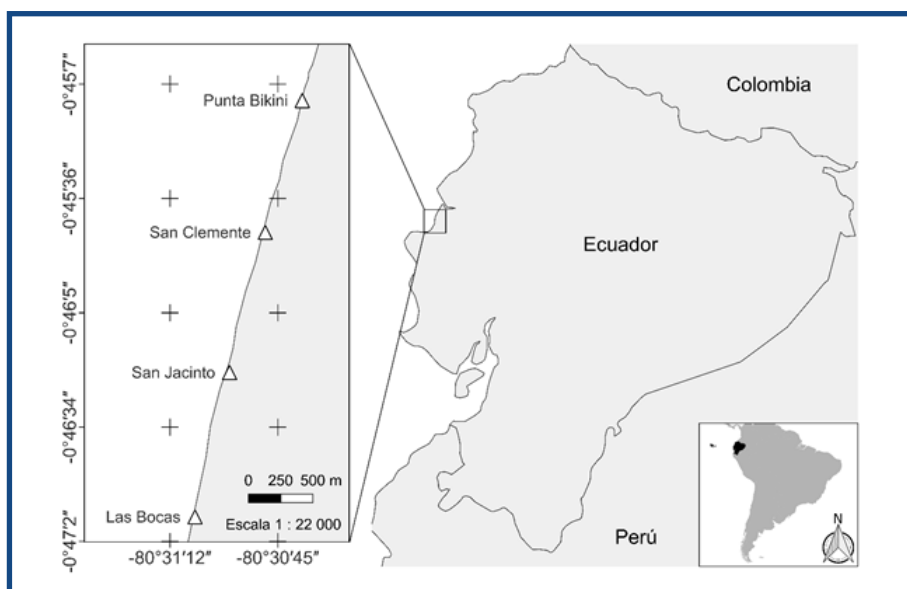 -0°45′7″
-0°45′36″
-0°46′5″
-0°46′34″
-0°47′2″
Punta Bikini
San Clemente
San Jacinto
Las Bocas
0 250 500 m
Escala 1 : 22 000
-80°31′12″ -80°30′45″
Colombia
Ecuador
Perú
N